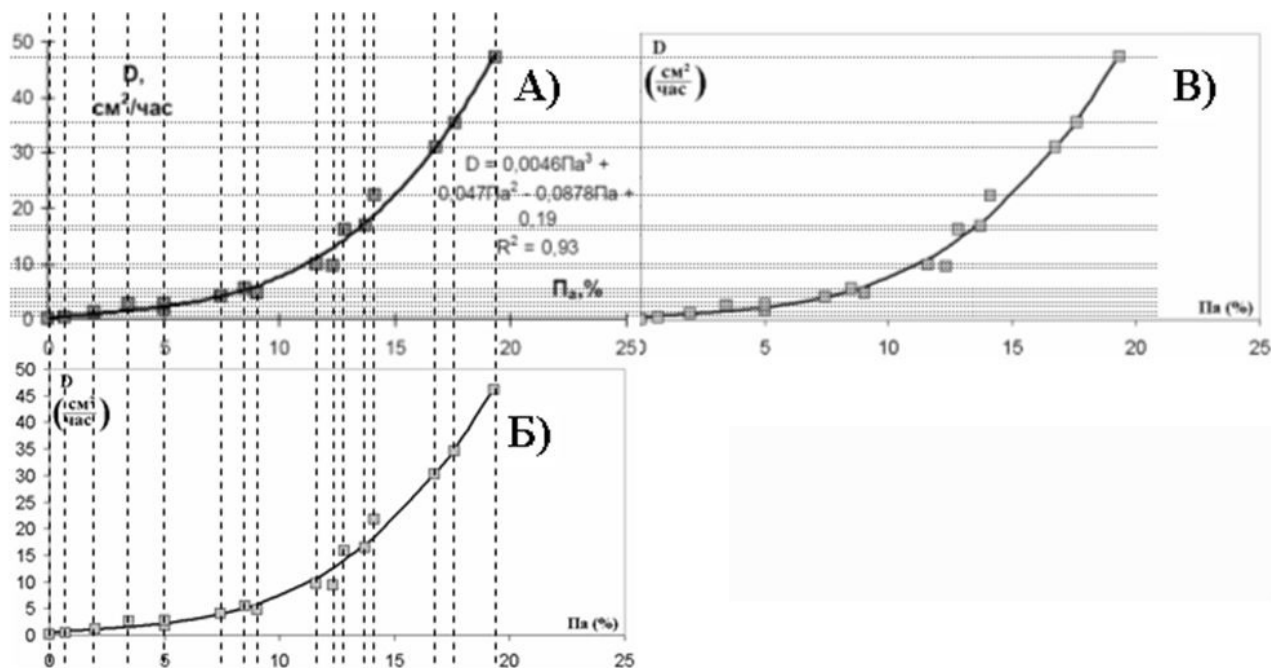 50
40
30
20
10
0
D,
см²/час
А)
D = 0,0046Па³ +
0,047Па² - 0,0878Па +
0,19
R² = 0,93
Па,%
0 5 10 15 20 25
D
(см²/час)
В)
Па (%)
5 10 15 20 25
50
45
40
35
30
25
20
15
10
5
0
D
(см²/час)
Б)
Па (%)
0 5 10 15 20 25